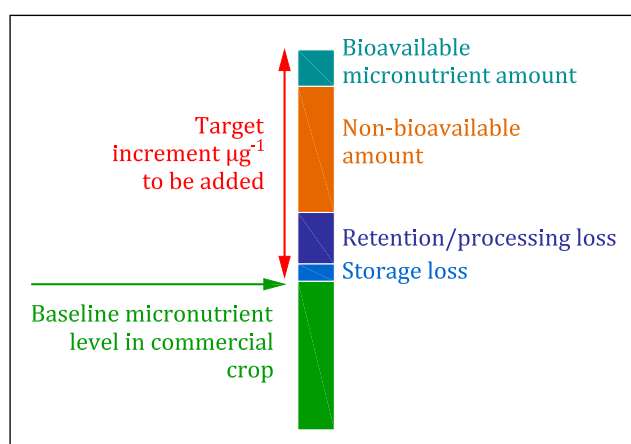 Bioavailable
micronutrient amount
Target
increment µg⁻¹
to be added
Non-bioavailable
amount
Retention/processing loss
Storage loss
Baseline micronutrient
level in commercial
crop